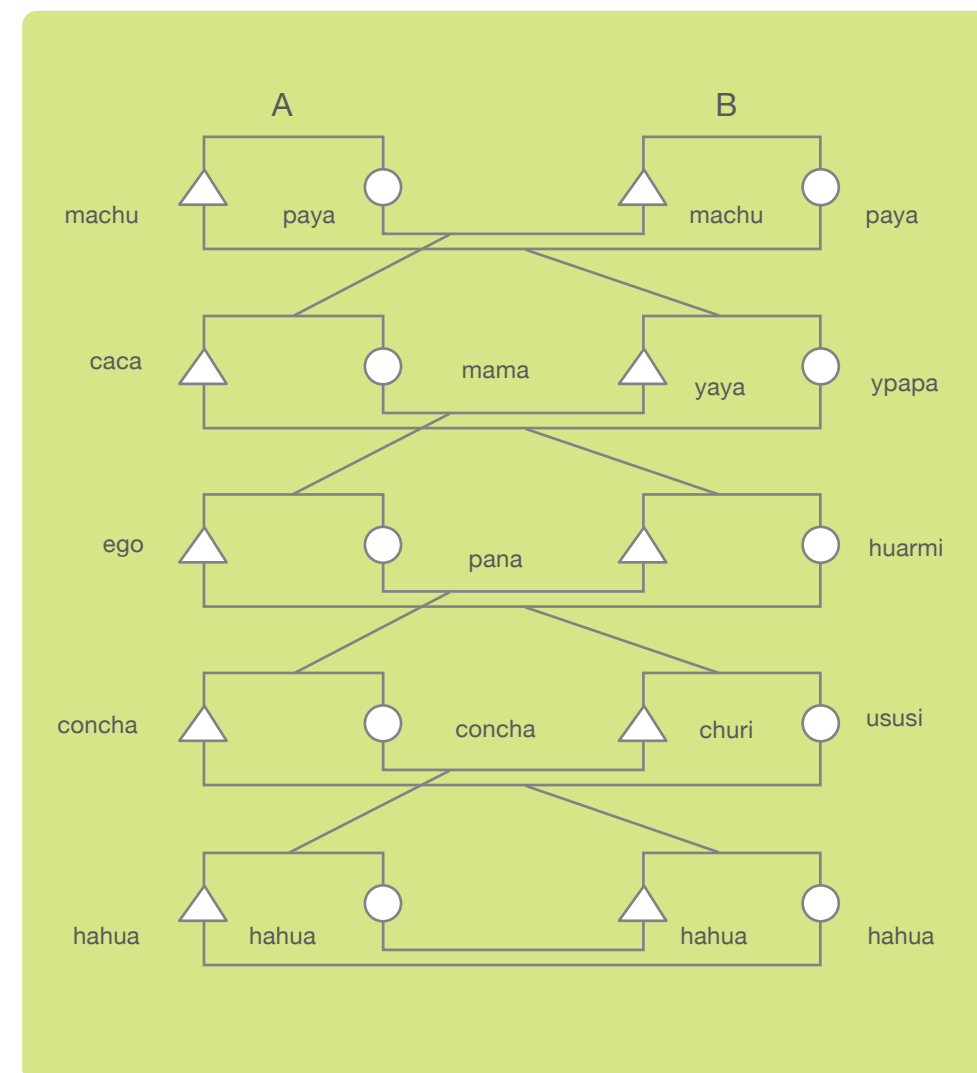 A B
machu paya machu paya
caca mama yaya ypapa
ego pana huarmi
concha concha churi ususi
hahua hahua hahua hahua